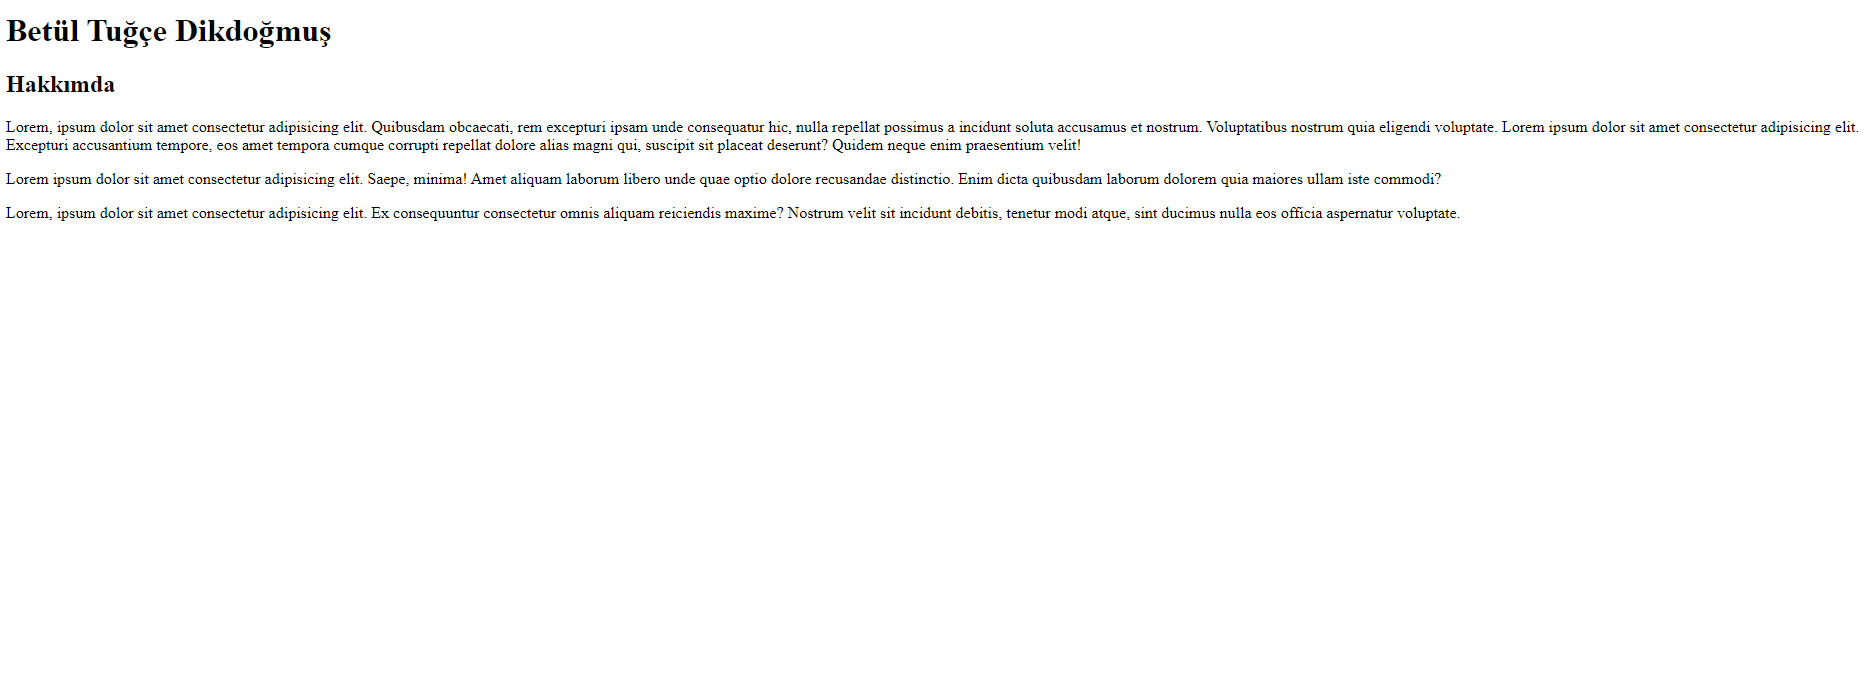 Betül Tuğçe Dikdoğmuş
Hakkımda
Lorem, ipsum dolor sit amet consectetur adipisicing elit. Quibusdam obcaecati, rem excepturi ipsam unde consequatur hic, nulla repellat possimus a incidunt soluta accusamus et nostrum. Voluptatibus nostrum quia eligendi voluptate. Lorem ipsum dolor sit amet consectetur adipisicing elit.
Excepturi accusantium tempore, eos amet tempora cumque corrupti repellat dolore alias magni qui, suscipit sit placeat deserunt? Quidem neque enim praesentium velit!
Lorem ipsum dolor sit amet consectetur adipisicing elit. Saepe, minima! Amet aliquam laborum libero unde quae optio dolore recusandae distinctio. Enim dicta quibusdam laborum dolorem quia maiores ullam iste commodi?
Lorem, ipsum dolor sit amet consectetur adipisicing elit. Ex consequuntur consectetur omnis aliquam reiciendis maxime? Nostrum velit sit incidunt debitis, tenetur modi atque, sint ducimus nulla eos officia aspernatur voluptate.